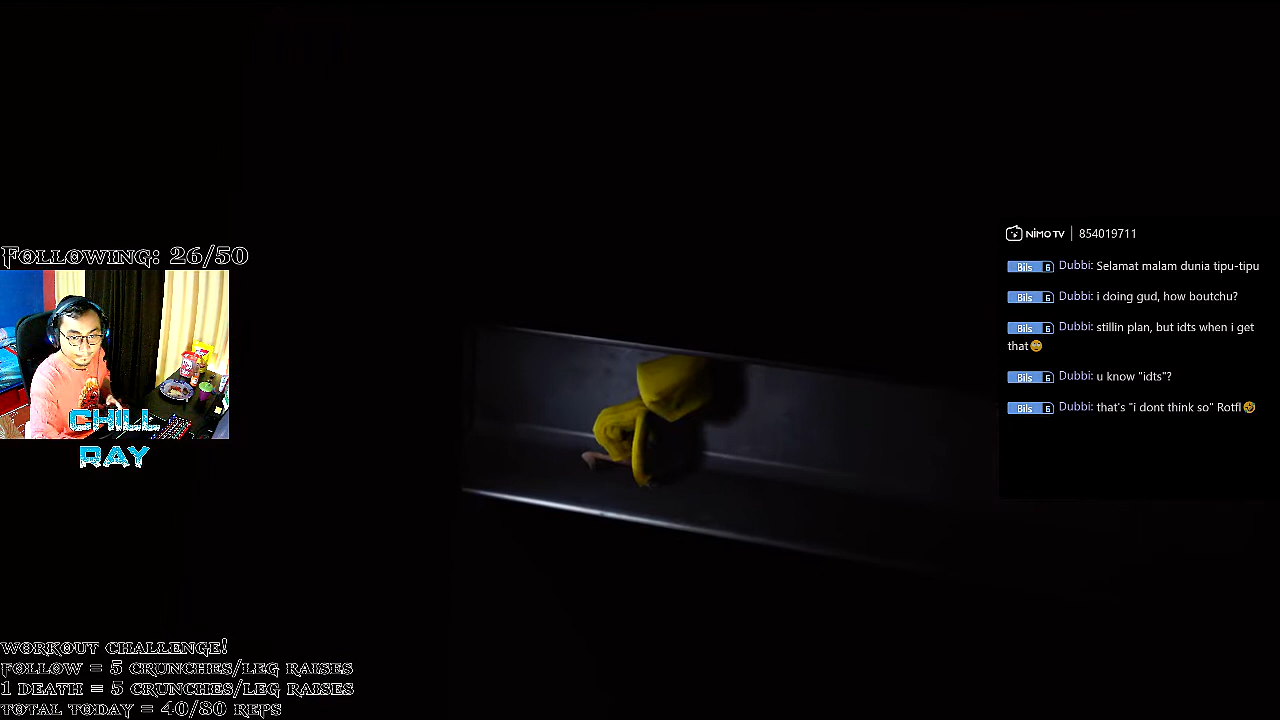 Following: 26/50
CHILL
RAY
NIMO TV | 854019711
Bils 6 Dubbi: Selamat malam dunia tipu-tipu
Bils 6 Dubbi: i doing gud, how boutchu?
Bils 6 Dubbi: stillin plan, but idts when i get
that🙄
Bils 6 Dubbi: u know "idts"?
Bils 6 Dubbi: that's "i dont think so" Rotfl🤣
WORKOUT CHALLENGE!
FOLLOW = 5 CRUNCHES/LEG RAISES
1 DEATH = 5 CRUNCHES/LEG RAISES
TOTAL TODAY = 40/80 REPS